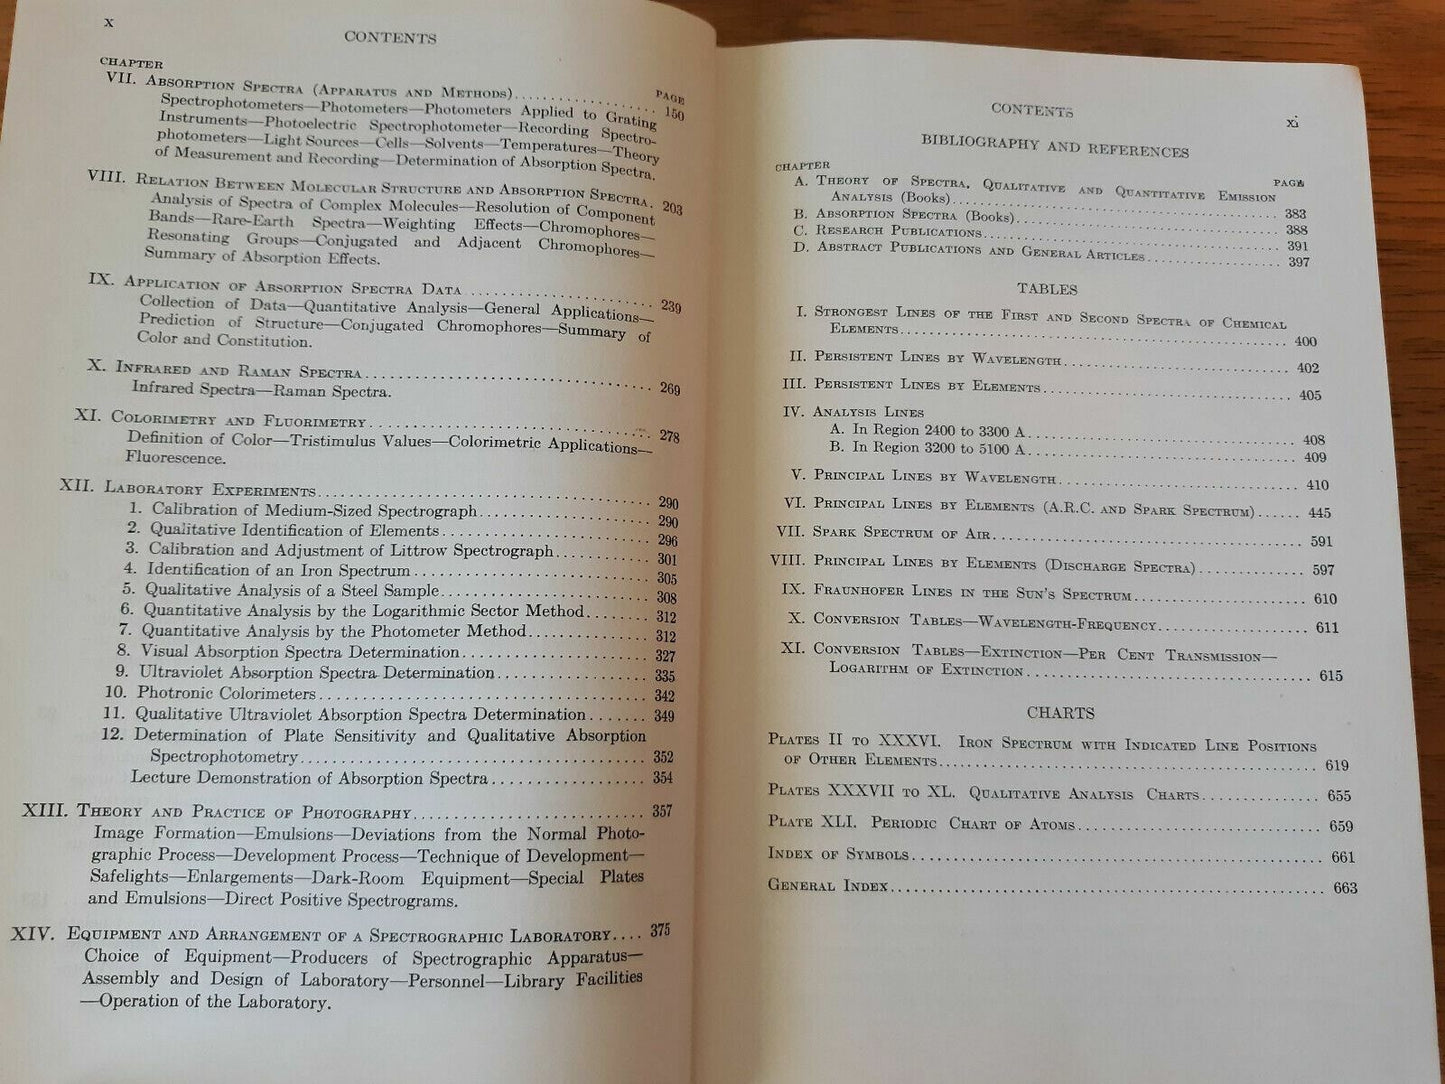 x
CONTENTS
CHAPTER
PAGE
VII. Absorption Spectra (Apparatus and Methods) . . . . . . . . . . . . . . . . . . 150
Spectrophotometers—Photometers—Photometers Applied to Grating
Instruments—Photoelectric Spectrophotometer—Recording Spectro-
photometers—Light Sources—Cells—Solvents—Temperatures—Theory
of Measurement and Recording—Determination of Absorption Spectra.
VIII. Relation Between Molecular Structure and Absorption Spectra. 203
Analysis of Spectra of Complex Molecules—Resolution of Component
Bands—Rare-Earth Spectra—Weighting Effects—Chromophores—
Resonating Groups—Conjugated and Adjacent Chromophores—
Summary of Absorption Effects.
IX. Application of Absorption Spectra Data . . . . . . . . . . . . . . . . . . . . . . . 239
Collection of Data—Quantitative Analysis—General Applications—
Prediction of Structure—Conjugated Chromophores—Summary of
Color and Constitution.
X. Infrared and Raman Spectra . . . . . . . . . . . . . . . . . . . . . . . . . . . . . . . . . . 269
Infrared Spectra—Raman Spectra.
XI. Colorimetry and Fluorimetry . . . . . . . . . . . . . . . . . . . . . . . . . . . . . . . . . 278
Definition of Color—Tristimulus Values—Colorimetric Applications—
Fluorescence.
XII. Laboratory Experiments . . . . . . . . . . . . . . . . . . . . . . . . . . . . . . . . . . . . . . 290
1. Calibration of Medium-Sized Spectrograph . . . . . . . . . . . . . . . . . . . . 290
2. Qualitative Identification of Elements . . . . . . . . . . . . . . . . . . . . . . . . . 296
3. Calibration and Adjustment of Littrow Spectrograph . . . . . . . . . . . 301
4. Identification of an Iron Spectrum . . . . . . . . . . . . . . . . . . . . . . . . . . . . 305
5. Qualitative Analysis of a Steel Sample . . . . . . . . . . . . . . . . . . . . . . . . . 308
6. Quantitative Analysis by the Logarithmic Sector Method . . . . . . . . 312
7. Quantitative Analysis by the Photometer Method . . . . . . . . . . . . . . 312
8. Visual Absorption Spectra Determination . . . . . . . . . . . . . . . . . . . . . 327
9. Ultraviolet Absorption Spectra Determination . . . . . . . . . . . . . . . . . 335
10. Photronic Colorimeters . . . . . . . . . . . . . . . . . . . . . . . . . . . . . . . . . . . . . . 342
11. Qualitative Ultraviolet Absorption Spectra Determination . . . . . . . 349
12. Determination of Plate Sensitivity and Qualitative Absorption
Spectrophotometry . . . . . . . . . . . . . . . . . . . . . . . . . . . . . . . . . . . . . . . . 352
Lecture Demonstration of Absorption Spectra . . . . . . . . . . . . . . . . . . 354
XIII. Theory and Practice of Photography . . . . . . . . . . . . . . . . . . . . . . . . . . . 357
Image Formation—Emulsions—Deviations from the Normal Photo-
graphic Process—Development Process—Technique of Development—
Safelights—Enlargements—Dark-Room Equipment—Special Plates
and Emulsions—Direct Positive Spectrograms.
XIV. Equipment and Arrangement of a Spectrographic Laboratory . . . . 375
Choice of Equipment—Producers of Spectrographic Apparatus—
Assembly and Design of Laboratory—Personnel—Library Facilities
—Operation of the Laboratory.
CONTENTS
xi
BIBLIOGRAPHY AND REFERENCES
CHAPTER
PAGE
A. Theory of Spectra, Qualitative and Quantitative Emission
Analysis (Books) . . . . . . . . . . . . . . . . . . . . . . . . . . . . . . . . . . . . . . . . . 383
B. Absorption Spectra (Books) . . . . . . . . . . . . . . . . . . . . . . . . . . . . . . . . . 388
C. Research Publications . . . . . . . . . . . . . . . . . . . . . . . . . . . . . . . . . . . . . . 391
D. Abstract Publications and General Articles . . . . . . . . . . . . . . . . . . 397
TABLES
I. Strongest Lines of the First and Second Spectra of Chemical
Elements . . . . . . . . . . . . . . . . . . . . . . . . . . . . . . . . . . . . . . . . . . . . . . . . . 400
II. Persistent Lines by Wavelength . . . . . . . . . . . . . . . . . . . . . . . . . . . . . 402
III. Persistent Lines by Elements . . . . . . . . . . . . . . . . . . . . . . . . . . . . . . . . 405
IV. Analysis Lines
A. In Region 2400 to 3300 A . . . . . . . . . . . . . . . . . . . . . . . . . . . . . . . . . . 408
B. In Region 3200 to 5100 A . . . . . . . . . . . . . . . . . . . . . . . . . . . . . . . . . . 409
V. Principal Lines by Wavelength . . . . . . . . . . . . . . . . . . . . . . . . . . . . . . 410
VI. Principal Lines by Elements (A.R.C. and Spark Spectrum) . . . . . . 445
VII. Spark Spectrum of Air . . . . . . . . . . . . . . . . . . . . . . . . . . . . . . . . . . . . . . 591
VIII. Principal Lines by Elements (Discharge Spectra) . . . . . . . . . . . . . 597
IX. Fraunhofer Lines in the Sun's Spectrum . . . . . . . . . . . . . . . . . . . . . . 610
X. Conversion Tables—Wavelength-Frequency . . . . . . . . . . . . . . . . . . . 611
XI. Conversion Tables—Extinction—Per Cent Transmission—
Logarithm of Extinction . . . . . . . . . . . . . . . . . . . . . . . . . . . . . . . . . . . 615
CHARTS
Plates II to XXXVI. Iron Spectrum with Indicated Line Positions
of Other Elements . . . . . . . . . . . . . . . . . . . . . . . . . . . . . . . . . . . . . . . . . . . 619
Plates XXXVII to XL. Qualitative Analysis Charts . . . . . . . . . . . . . . . 655
Plate XLI. Periodic Chart of Atoms . . . . . . . . . . . . . . . . . . . . . . . . . . . . . . 659
Index of Symbols . . . . . . . . . . . . . . . . . . . . . . . . . . . . . . . . . . . . . . . . . . . . . . . . 661
General Index . . . . . . . . . . . . . . . . . . . . . . . . . . . . . . . . . . . . . . . . . . . . . . . . . . . 663